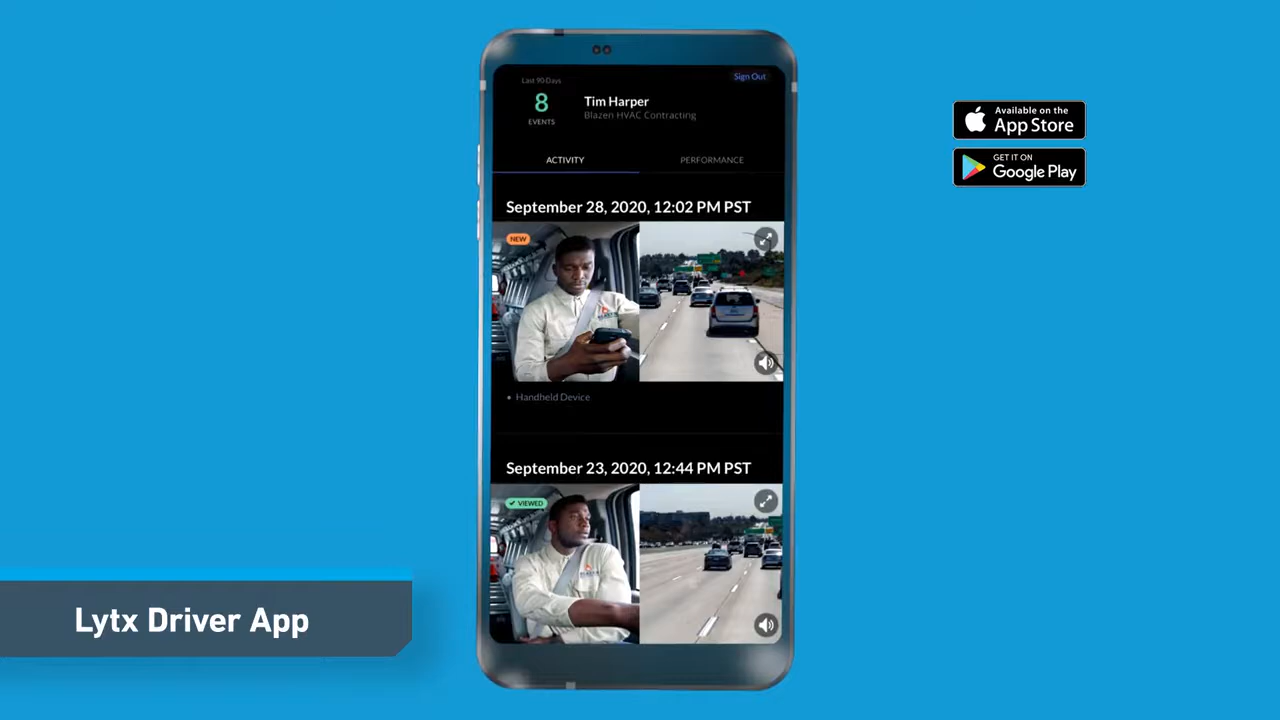 Last 90 Days
Sign Out
8
EVENTS
Tim Harper
Blazen HVAC Contracting
ACTIVITY
PERFORMANCE
September 28, 2020, 12:02 PM PST
NEW
Handheld Device
September 23, 2020, 12:44 PM PST
VIEWED
Available on the
App Store
GET IT ON
Google Play
Lytx Driver App